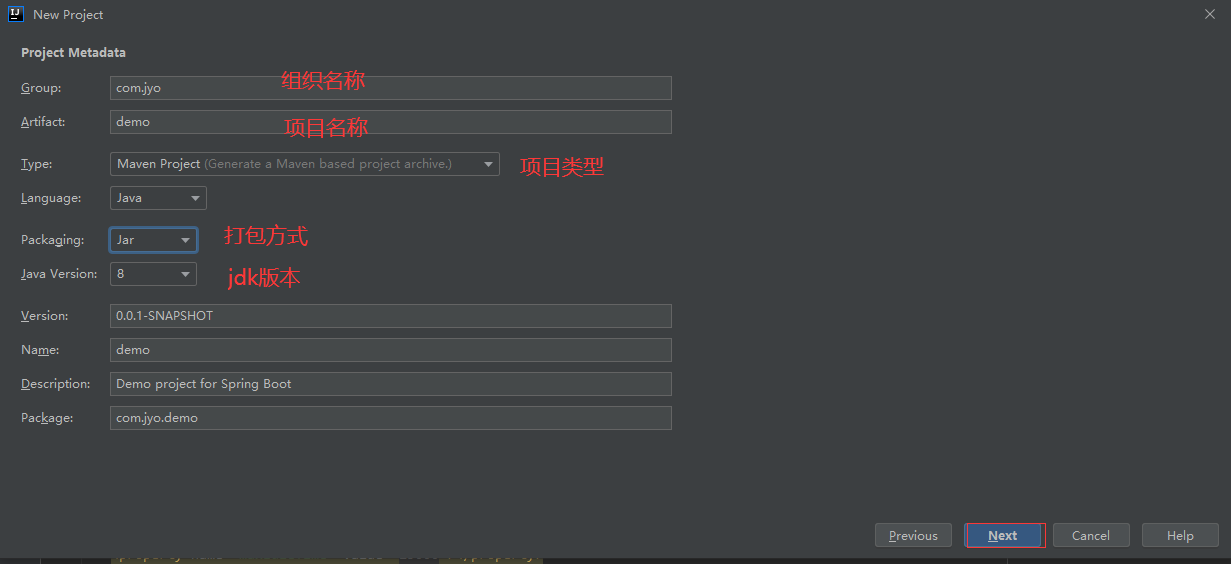 New Project
Project Metadata
Group: com.jyo 组织名称
Artifact: demo 项目名称
Type: Maven Project (Generate a Maven based project archive.) 项目类型
Language: Java
Packaging: Jar 打包方式
Java Version: 8 jdk版本
Version: 0.0.1-SNAPSHOT
Name: demo
Description: Demo project for Spring Boot
Package: com.jyo.demo
Previous Next Cancel Help